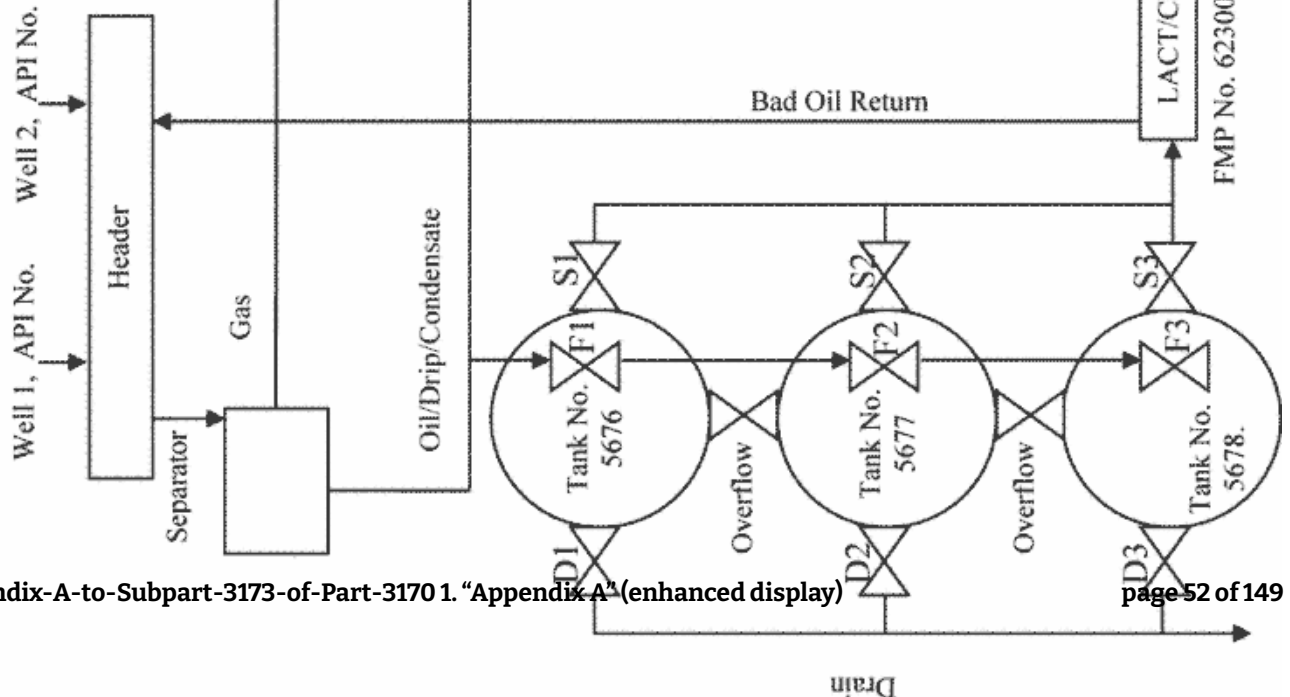 Well 1, API No.
Well 2, API No.
Header
Separator
Gas
Oil/Drip/Condensate
Bad Oil Return
LACT/C
FMP No. 62300
S1
S2
S3
F1
F2
F3
Tank No.
5676
Tank No.
5677
Tank No.
5678.
Overflow
Overflow
D1
D2
D3
ndix-A-to-Subpart-3173-of-Part-3170 1. “Appendix A” (enhanced display)
page 52 of 149
Drain